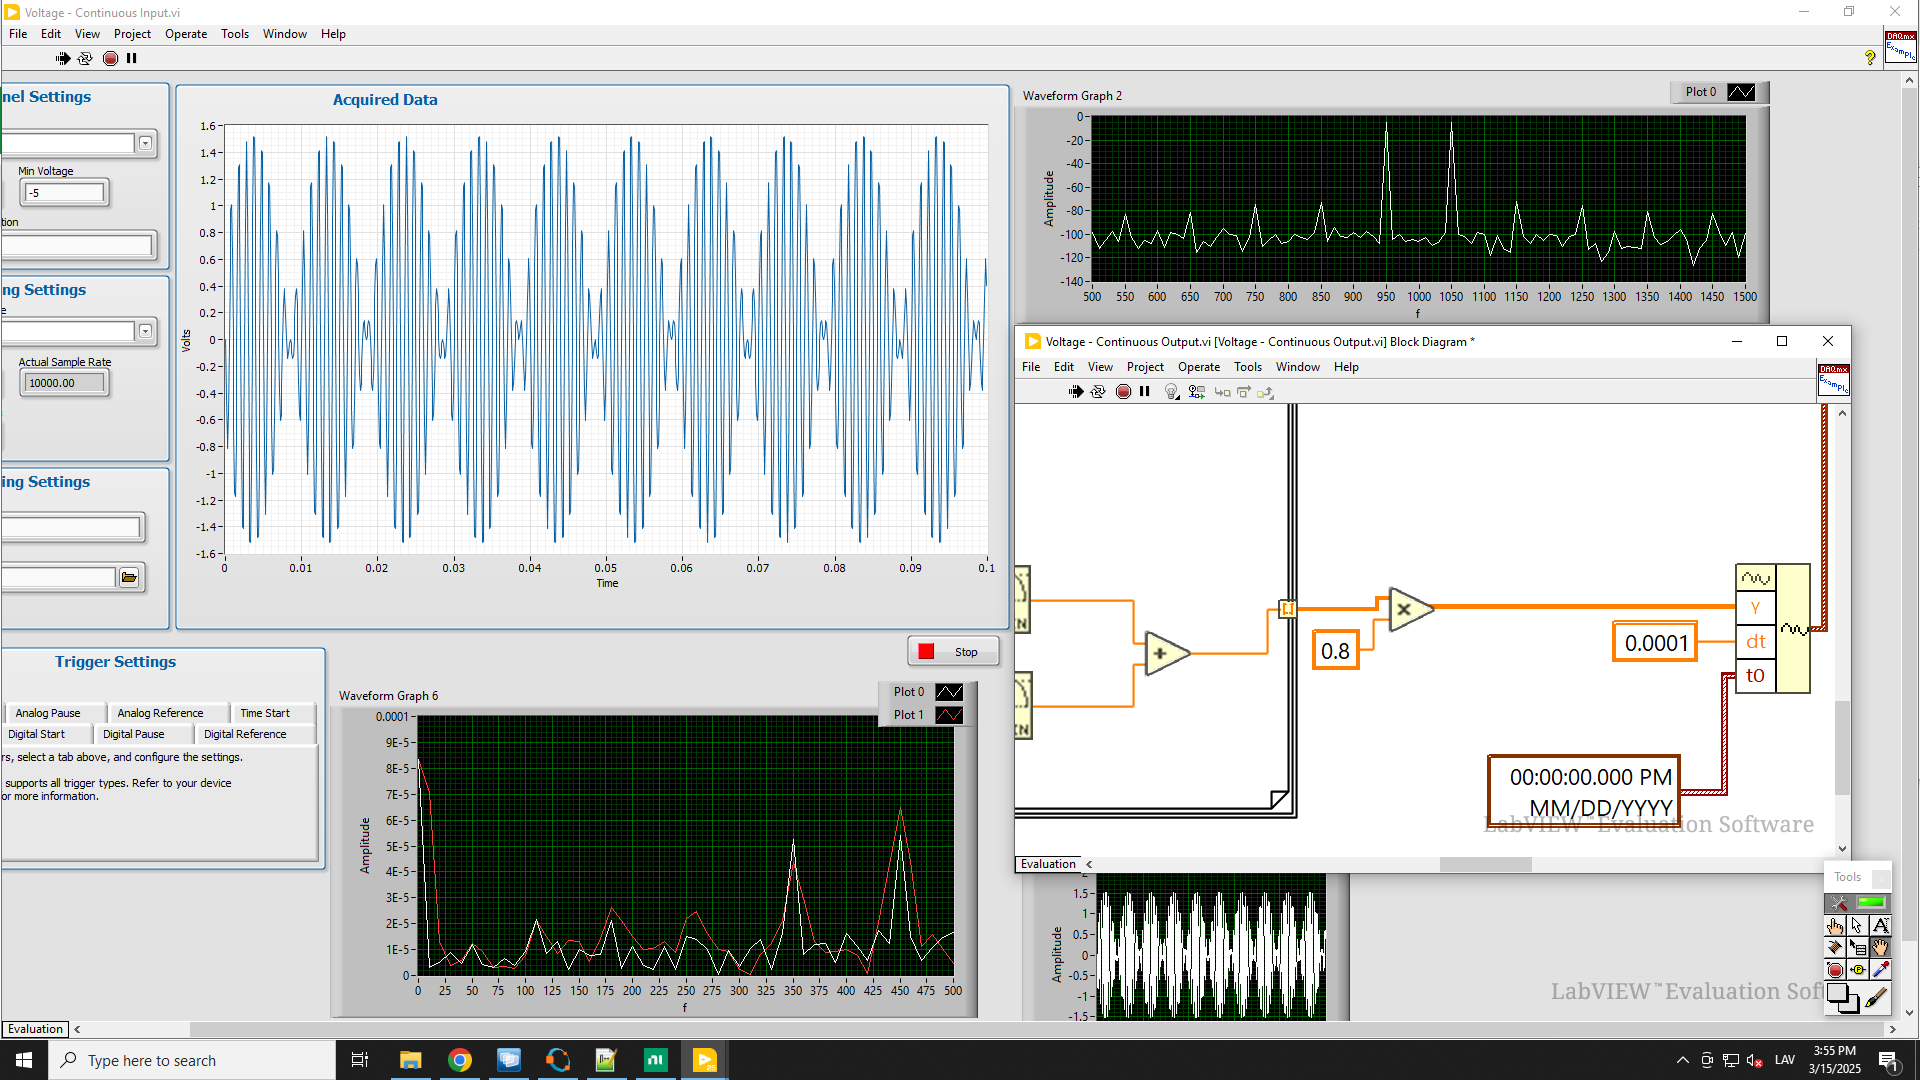 Voltage - Continuous Input.vi
File Edit View Project Operate Tools Window Help
DAQmx
Example
nel Settings
Min Voltage
-5
tion
ng Settings
e
Actual Sample Rate
10000.00
ing Settings
Acquired Data
Volts
1.6
1.4
1.2
1
0.8
0.6
0.4
0.2
0
-0.2
-0.4
-0.6
-0.8
-1
-1.2
-1.4
-1.6
0 0.01 0.02 0.03 0.04 0.05 0.06 0.07 0.08 0.09 0.1
Time
Waveform Graph 2
Plot 0
Amplitude
0
-20
-40
-60
-80
-100
-120
-140
500 550 600 650 700 750 800 850 900 950 1000 1050 1100 1150 1200 1250 1300 1350 1400 1450 1500
f
Voltage - Continuous Output.vi [Voltage - Continuous Output.vi] Block Diagram *
File Edit View Project Operate Tools Window Help
DAQmx
Example
0.8
0.0001
Y
dt
t0
00:00:00.000 PM
MM/DD/YYYY
LabVIEW™ Evaluation Software
Evaluation
Stop
Trigger Settings
Analog Pause Analog Reference Time Start
Digital Start Digital Pause Digital Reference
rs, select a tab above, and configure the settings.
supports all trigger types. Refer to your device
or more information.
Waveform Graph 6
Plot 0
Plot 1
Amplitude
0.0001
9E-5
8E-5
7E-5
6E-5
5E-5
4E-5
3E-5
2E-5
1E-5
0
0 25 50 75 100 125 150 175 200 225 250 275 300 325 350 375 400 425 450 475 500
f
Amplitude
2
1.5
1
0.5
0
-0.5
-1
-1.5
Tools
LabVIEW™ Evaluation Sof
Evaluation
Type here to search
LAV
3:55 PM
3/15/2025
1